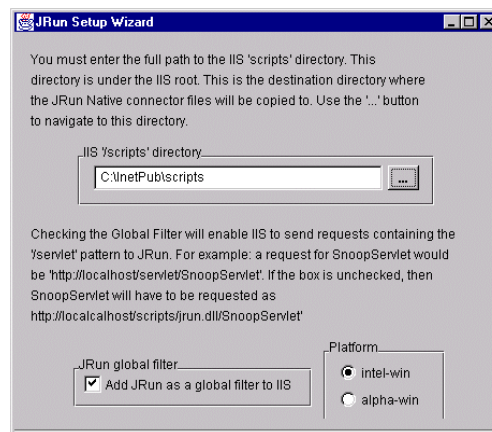 JRun Setup Wizard
You must enter the full path to the IIS 'scripts' directory. This
directory is under the IIS root. This is the destination directory where
the JRun Native connector files will be copied to. Use the '...' button
to navigate to this directory.
IIS '/scripts' directory
C:\InetPub\scripts
...
Checking the Global Filter will enable IIS to send requests containing the
'/servlet' pattern to JRun. For example: a request for SnoopServlet would
be 'http://localhost/servlet/SnoopServlet'. If the box is unchecked, then
SnoopServlet will have to be requested as
http://localcalhost/scripts/jrun.dll/SnoopServlet'
JRun global filter
Add JRun as a global filter to IIS
Platform
intel-win
alpha-win